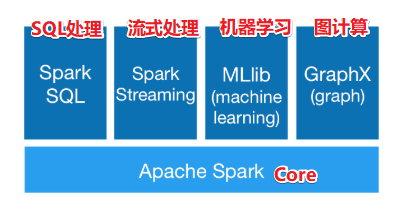 SQL处理 流式处理 机器学习 图计算
Spark
SQL
Spark
Streaming
MLlib
(machine
learning)
GraphX
(graph)
Apache Spark Core